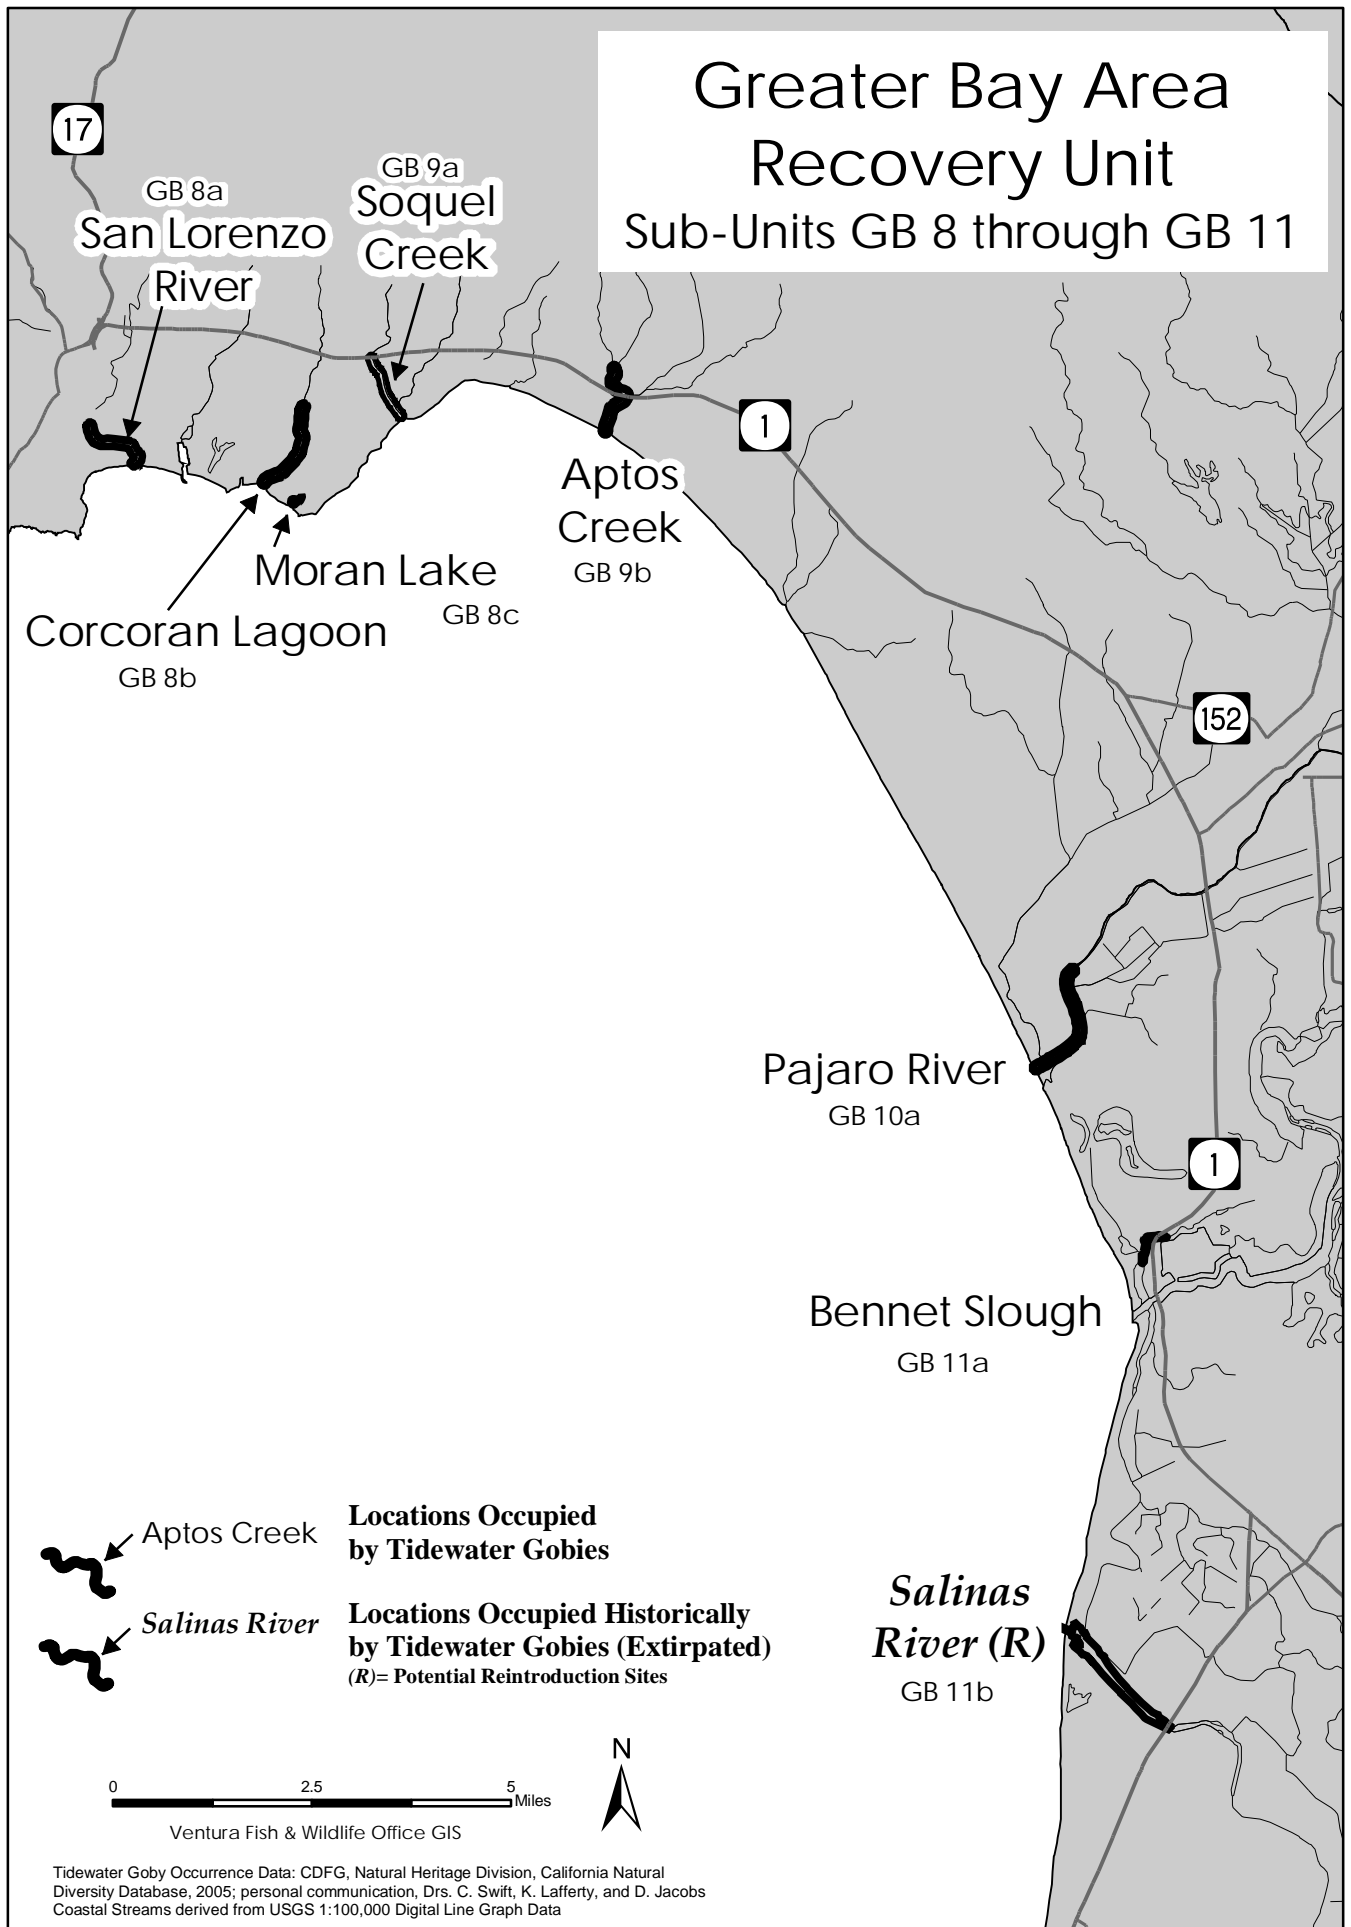 Greater Bay Area
Recovery Unit
Sub-Units GB 8 through GB 11
17
GB 8a
San Lorenzo
River
GB 9a
Soquel
Creek
1
Aptos
Creek
GB 9b
Moran Lake
GB 8c
Corcoran Lagoon
GB 8b
152
Pajaro River
GB 10a
1
Bennet Slough
GB 11a
Salinas
River (R)
GB 11b
Aptos Creek
Locations Occupied
by Tidewater Gobies
Salinas River
Locations Occupied Historically
by Tidewater Gobies (Extirpated)
(R)= Potential Reintroduction Sites
N
0 2.5 5
Miles
Ventura Fish & Wildlife Office GIS
Tidewater Goby Occurrence Data: CDFG, Natural Heritage Division, California Natural
Diversity Database, 2005; personal communication, Drs. C. Swift, K. Lafferty, and D. Jacobs
Coastal Streams derived from USGS 1:100,000 Digital Line Graph Data